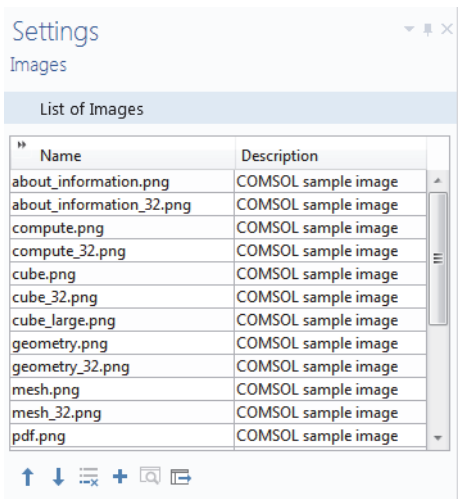 Settings
Images
List of Images
Name Description
about_information.png COMSOL sample image
about_information_32.png COMSOL sample image
compute.png COMSOL sample image
compute_32.png COMSOL sample image
cube.png COMSOL sample image
cube_32.png COMSOL sample image
cube_large.png COMSOL sample image
geometry.png COMSOL sample image
geometry_32.png COMSOL sample image
mesh.png COMSOL sample image
mesh_32.png COMSOL sample image
pdf.png COMSOL sample image